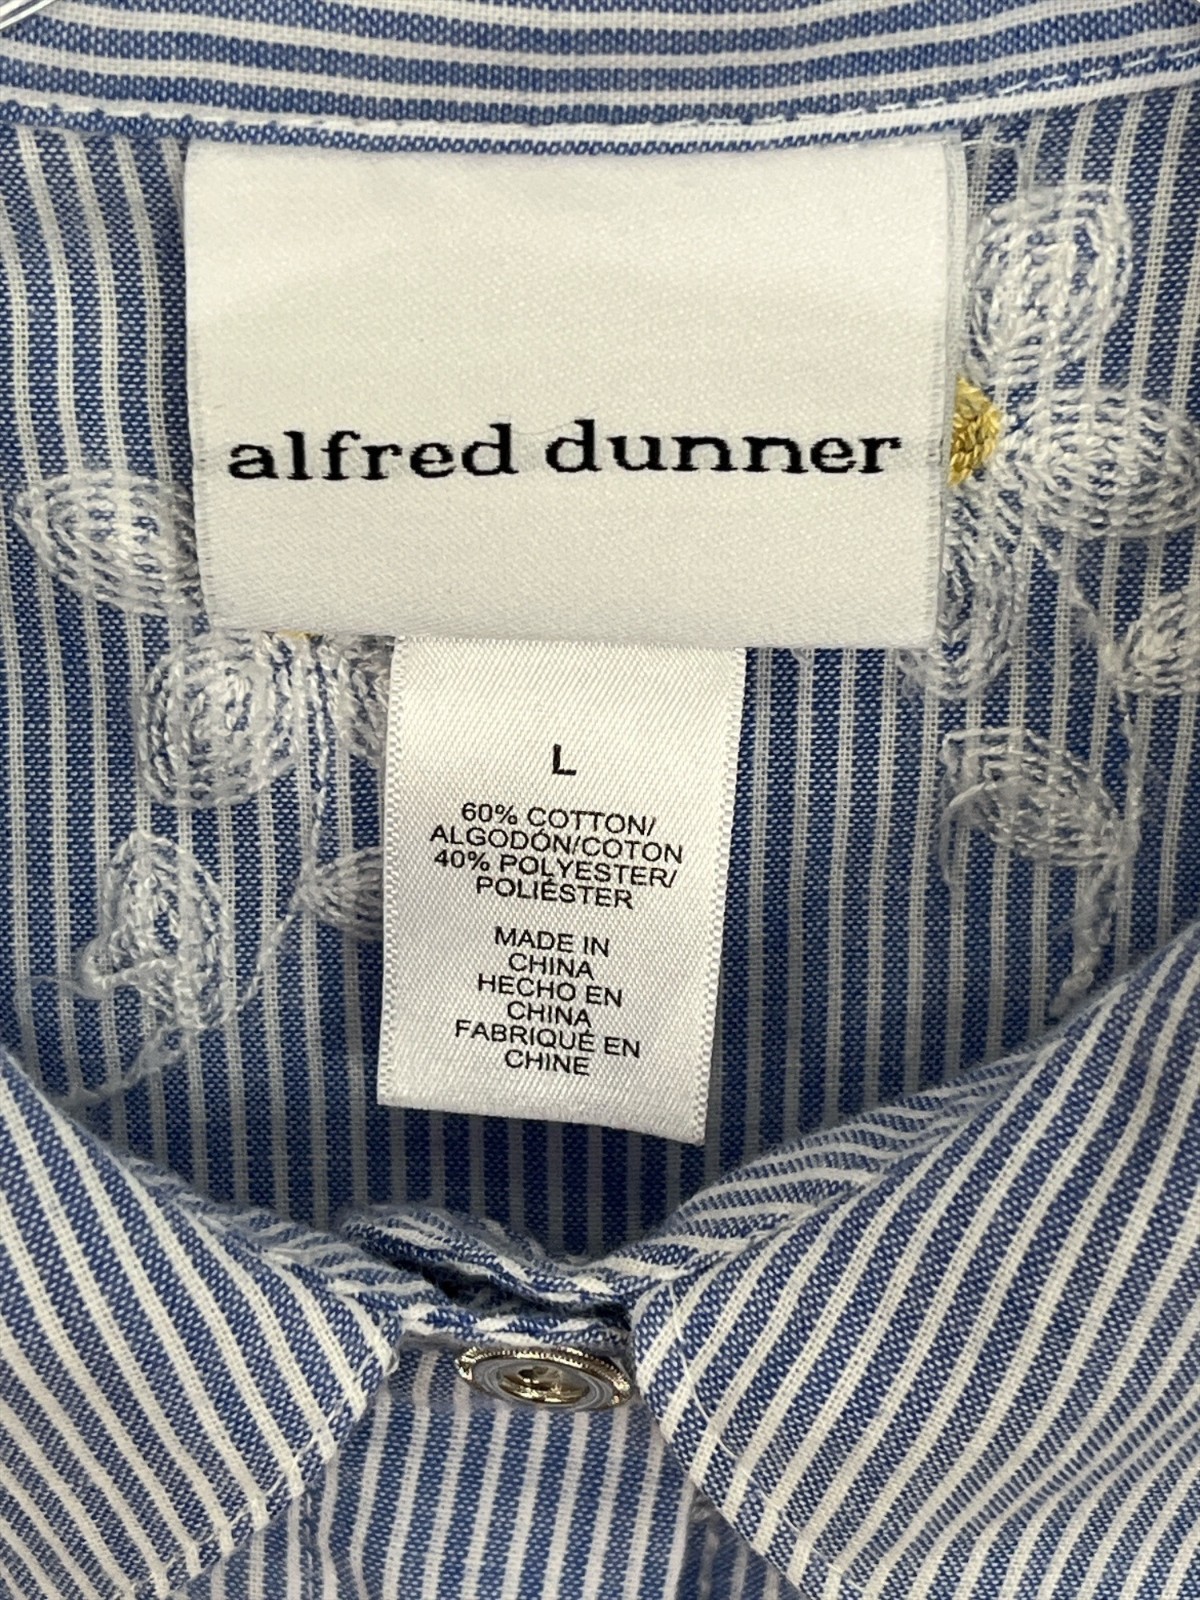 alfred dunner
L
60% COTTON/
ALGODÓN/COTON
40% POLYESTER/
POLIÉSTER
MADE IN
CHINA
HECHO EN
CHINA
FABRIQUÉ EN
CHINE